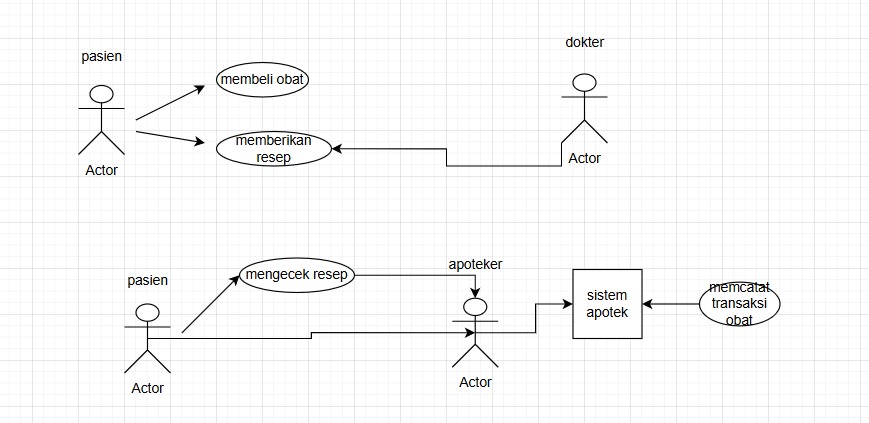 pasien
dokter
membeli obat
memberikan
resep
Actor
Actor
pasien
mengecek resep
apoteker
sistem
apotek
memcatat
transaksi
obat
Actor
Actor